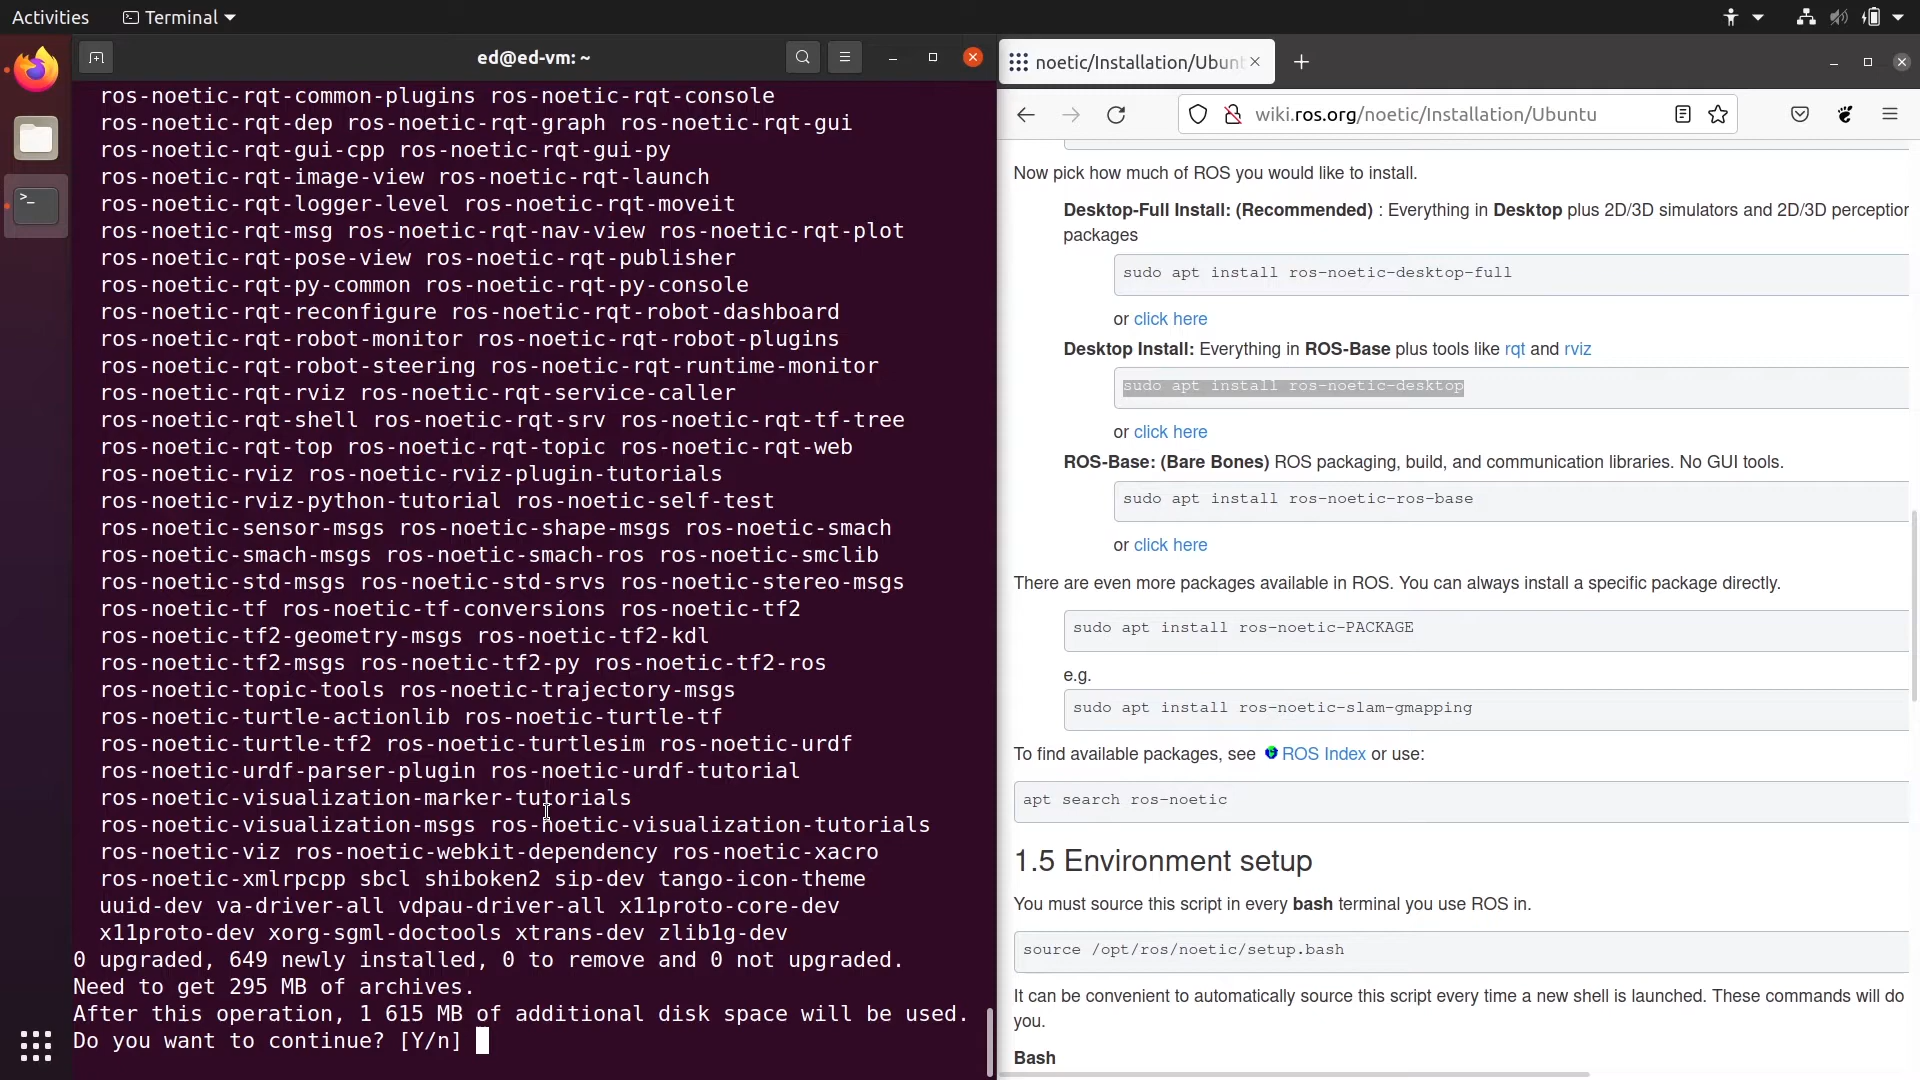 Activities
Terminal
ed@ed-vm: ~
ros-noetic-rqt-common-plugins ros-noetic-rqt-console
ros-noetic-rqt-dep ros-noetic-rqt-graph ros-noetic-rqt-gui
ros-noetic-rqt-gui-cpp ros-noetic-rqt-gui-py
ros-noetic-rqt-image-view ros-noetic-rqt-launch
ros-noetic-rqt-logger-level ros-noetic-rqt-moveit
ros-noetic-rqt-msg ros-noetic-rqt-nav-view ros-noetic-rqt-plot
ros-noetic-rqt-pose-view ros-noetic-rqt-publisher
ros-noetic-rqt-py-common ros-noetic-rqt-py-console
ros-noetic-rqt-reconfigure ros-noetic-rqt-robot-dashboard
ros-noetic-rqt-robot-monitor ros-noetic-rqt-robot-plugins
ros-noetic-rqt-robot-steering ros-noetic-rqt-runtime-monitor
ros-noetic-rqt-rviz ros-noetic-rqt-service-caller
ros-noetic-rqt-shell ros-noetic-rqt-srv ros-noetic-rqt-tf-tree
ros-noetic-rqt-top ros-noetic-rqt-topic ros-noetic-rqt-web
ros-noetic-rviz ros-noetic-rviz-plugin-tutorials
ros-noetic-rviz-python-tutorial ros-noetic-self-test
ros-noetic-sensor-msgs ros-noetic-shape-msgs ros-noetic-smach
ros-noetic-smach-msgs ros-noetic-smach-ros ros-noetic-smclib
ros-noetic-std-msgs ros-noetic-std-srvs ros-noetic-stereo-msgs
ros-noetic-tf ros-noetic-tf-conversions ros-noetic-tf2
ros-noetic-tf2-geometry-msgs ros-noetic-tf2-kdl
ros-noetic-tf2-msgs ros-noetic-tf2-py ros-noetic-tf2-ros
ros-noetic-topic-tools ros-noetic-trajectory-msgs
ros-noetic-turtle-actionlib ros-noetic-turtle-tf
ros-noetic-turtle-tf2 ros-noetic-turtlesim ros-noetic-urdf
ros-noetic-urdf-parser-plugin ros-noetic-urdf-tutorial
ros-noetic-visualization-marker-tutorials
ros-noetic-visualization-msgs ros-noetic-visualization-tutorials
ros-noetic-viz ros-noetic-webkit-dependency ros-noetic-xacro
ros-noetic-xmlrpcpp sbcl shiboken2 sip-dev tango-icon-theme
uuid-dev va-driver-all vdpau-driver-all x11proto-core-dev
x11proto-dev xorg-sgml-doctools xtrans-dev zlib1g-dev
0 upgraded, 649 newly installed, 0 to remove and 0 not upgraded.
Need to get 295 MB of archives.
After this operation, 1 615 MB of additional disk space will be used.
Do you want to continue? [Y/n]
noetic/Installation/Ubunt
wiki.ros.org/noetic/Installation/Ubuntu
Now pick how much of ROS you would like to install.
Desktop-Full Install: (Recommended) : Everything in Desktop plus 2D/3D simulators and 2D/3D perception
packages
sudo apt install ros-noetic-desktop-full
or click here
Desktop Install: Everything in ROS-Base plus tools like rqt and rviz
sudo apt install ros-noetic-desktop
or click here
ROS-Base: (Bare Bones) ROS packaging, build, and communication libraries. No GUI tools.
sudo apt install ros-noetic-ros-base
or click here
There are even more packages available in ROS. You can always install a specific package directly.
sudo apt install ros-noetic-PACKAGE
e.g.
sudo apt install ros-noetic-slam-gmapping
To find available packages, see ROS Index or use:
apt search ros-noetic
1.5 Environment setup
You must source this script in every bash terminal you use ROS in.
source /opt/ros/noetic/setup.bash
It can be convenient to automatically source this script every time a new shell is launched. These commands will do
you.
Bash